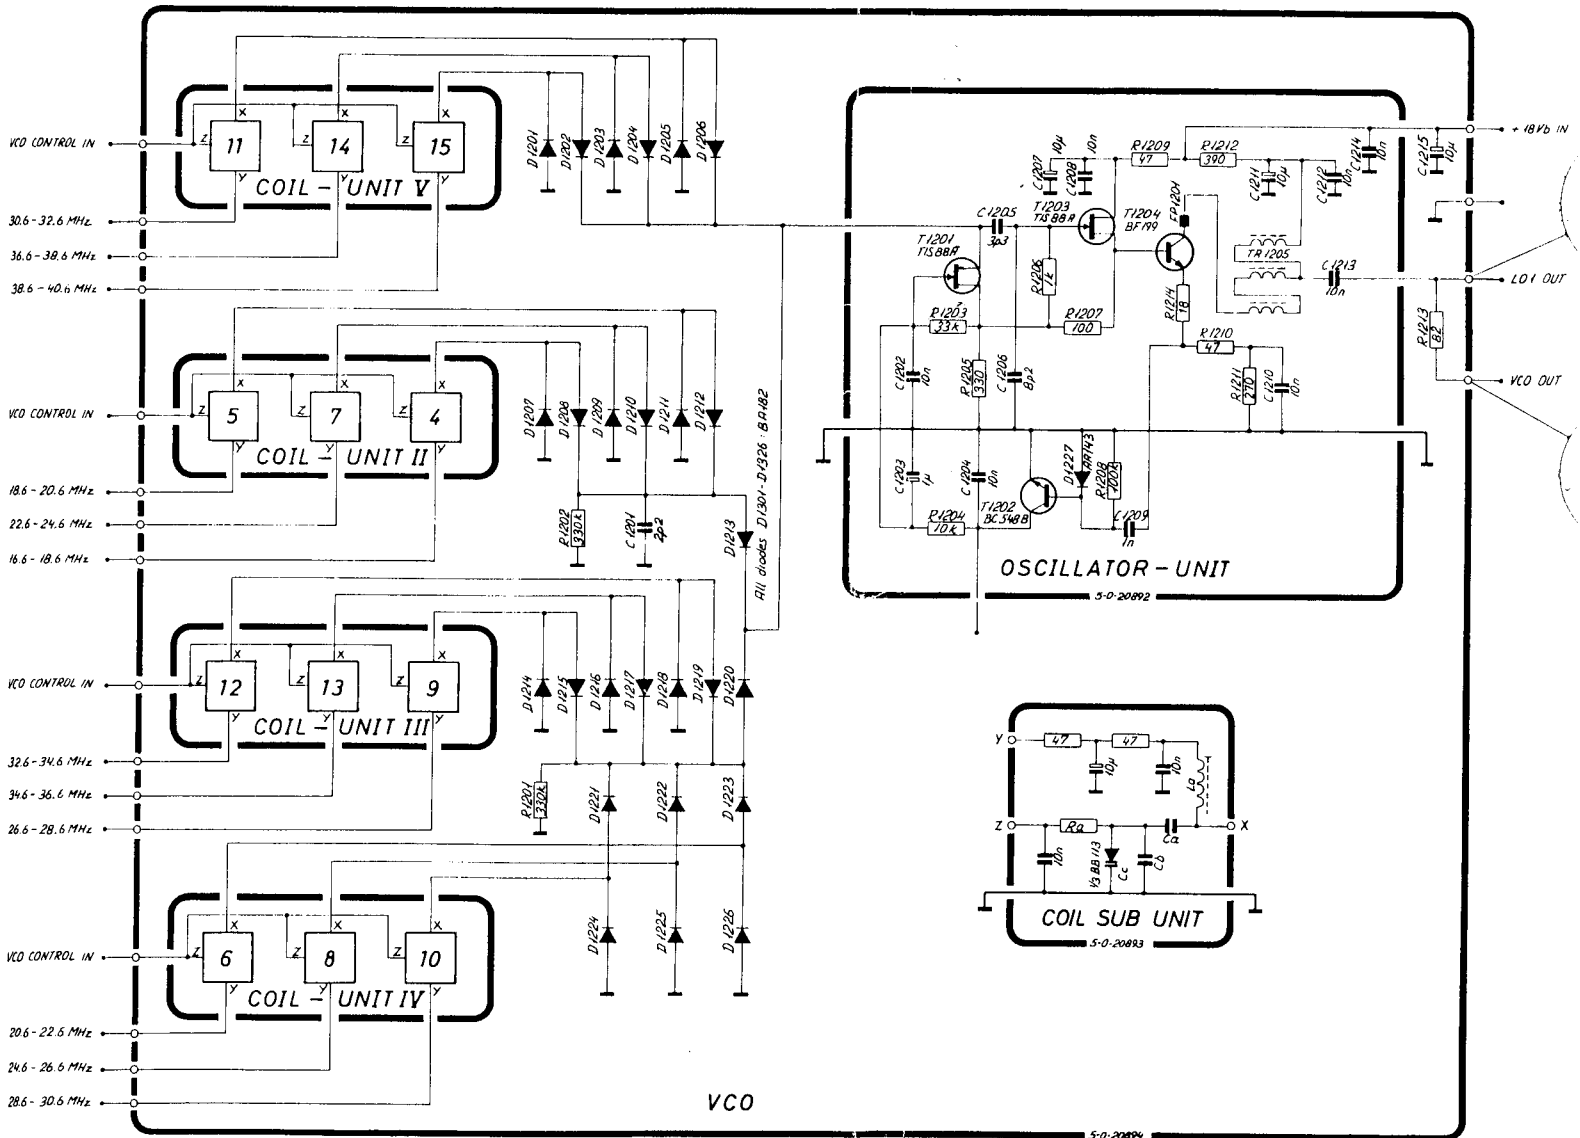 VCO CONTROL IN
30.6-32.6 MHz
36.6-38.6 MHz
38.6-40.6 MHz
Z 11 X Y
Z 14 X Y
Z 15 X Y
COIL-UNIT V
D1201
D1202
D1203
D1204
D1205
D1206
VCO CONTROL IN
18.6-20.6 MHz
22.6-24.6 MHz
16.6-18.6 MHz
Z 5 X Y
Z 7 X Y
Z 4 X Y
COIL-UNIT II
D1207
D1208
D1209
D1210
D1211
D1212
R1202
330k
C1201
2p2
D1213
All diodes D1301-D1326: BA182
VCO CONTROL IN
32.6-34.6 MHz
34.6-36.6 MHz
26.6-28.6 MHz
Z 12 X Y
Z 13 X Y
Z 9 X Y
COIL-UNIT III
D1214
D1215
D1216
D1217
D1218
D1219
D1220
R1201
330k
D1221
D1222
D1223
VCO CONTROL IN
20.6-22.6 MHz
24.6-26.6 MHz
28.6-30.6 MHz
Z 6 X Y
Z 8 X Y
Z 10 X Y
COIL-UNIT IV
D1224
D1225
D1226
VCO
5-0-20894
C1207
10µ
C1208
10n
R1209
47
R1212
390
C1211
10µ
C1212
10n
C1214
10n
C1215
10µ
+18Vb IN
C1205
3p3
T1203
TIS88A
T1204
BF199
FP1201
T1201
TIS88A
R1206
1k
R1203
33k
R1207
100
R1214
18
TR1205
C1213
10n
LO1 OUT
R1213
82
VCO OUT
C1202
10n
R1205
330
C1206
8p2
R1210
47
R1211
270
C1210
10n
C1203
1µ
C1204
10n
R1204
10k
T1202
BC548B
D1227
AA143
R1208
100k
C1209
1n
OSCILLATOR-UNIT
5-0-20892
Y
47
47
10µ
10n
La
Z
Ra
Ca
X
10n
1/3 BB113
Cc
Cb
COIL SUB UNIT
5-0-20893